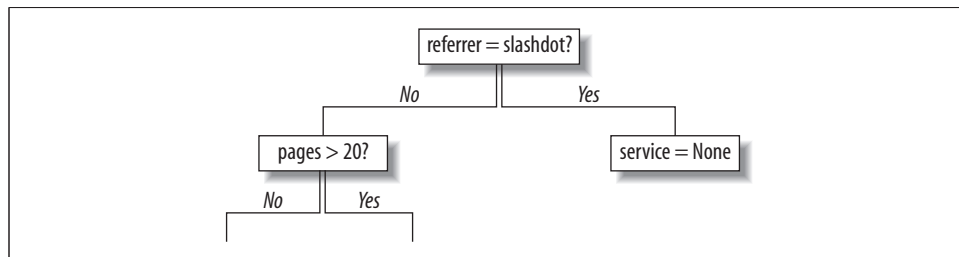 referrer = slashdot?
No
Yes
pages > 20?
service = None
No
Yes